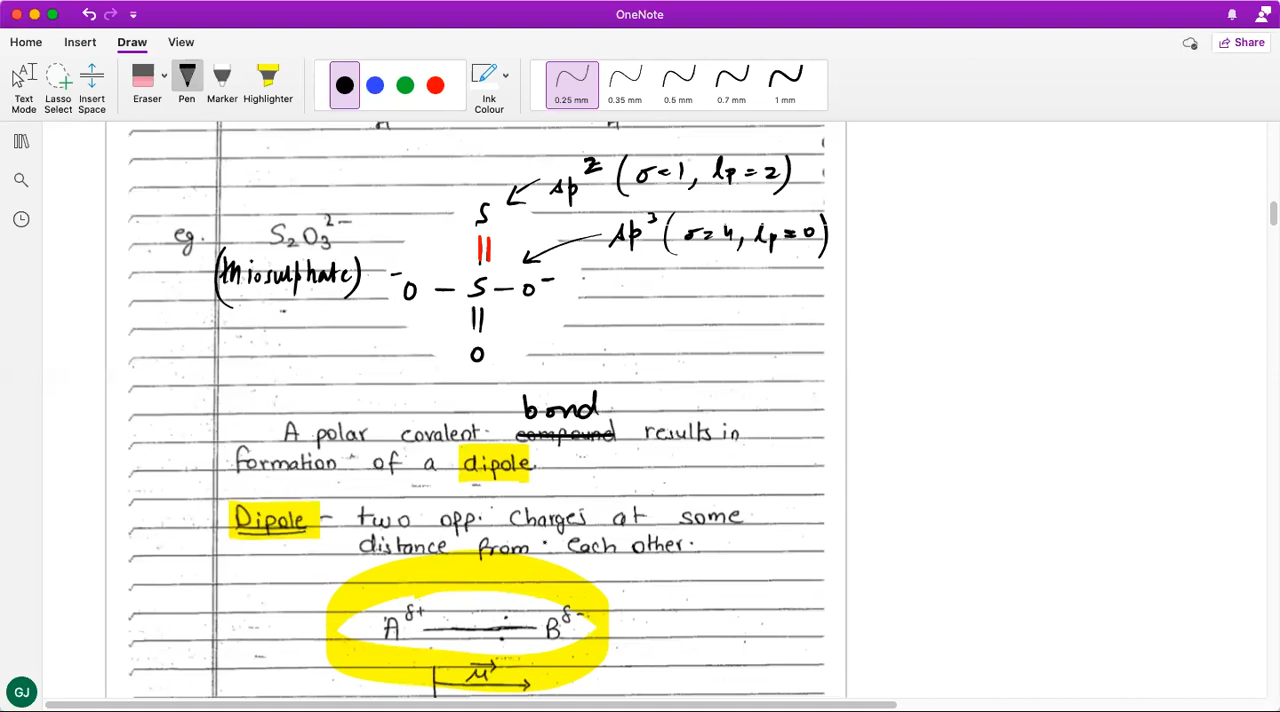 OneNote
Home Insert Draw View
Share
Text Mode
Lasso Select
Insert Space
Eraser
Pen
Marker
Highlighter
Ink Colour
0.25 mm
0.35 mm
0.5 mm
0.7 mm
1 mm
sp² (σ=1, lp=2)
S
sp³ (σ=4, lp=0)
eg. S₂O₃²⁻
(Thiosulphate)
⁻O — S — O⁻
O
bond
A polar covalent compound results in
formation of a dipole.
Dipole - two opp. charges at some
distance from each other.
A δ+ B δ-
μ
GJ